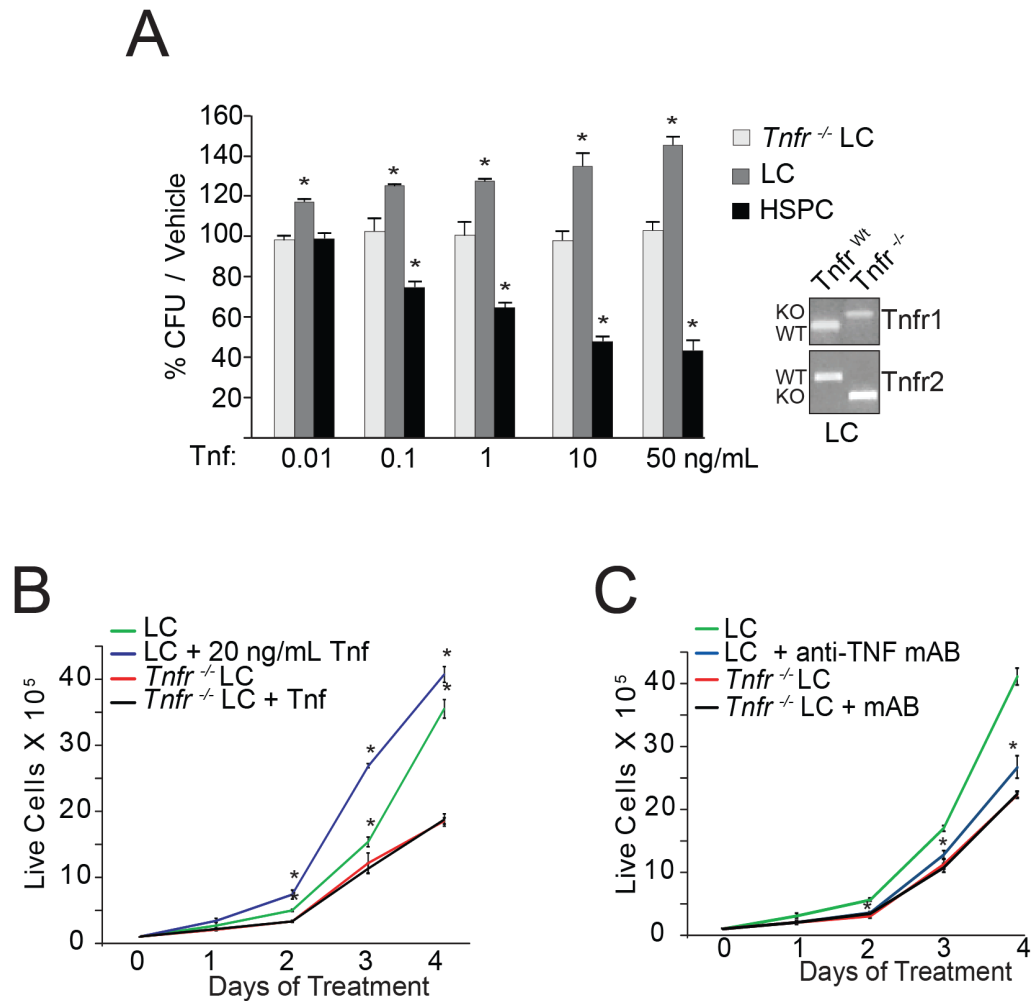 A
% CFU / Vehicle
160
140
120
100
80
60
40
20
* * * * *
* * * *
Tnf: 0.01 0.1 1 10 50 ng/mL
Tnfr -/- LC
LC
HSPC
Tnfr Wt Tnfr -/-
KO
WT
Tnfr1
WT
KO
Tnfr2
LC
B
LC
LC + 20 ng/mL Tnf
Tnfr -/- LC
Tnfr -/- LC + Tnf
Live Cells X 10⁵
40
30
20
10
0
* * * * * *
0 1 2 3 4
Days of Treatment
C
LC
LC + anti-TNF mAB
Tnfr -/- LC
Tnfr -/- LC + mAB
Live Cells X 10⁵
40
30
20
10
0
* * *
0 1 2 3 4
Days of Treatment